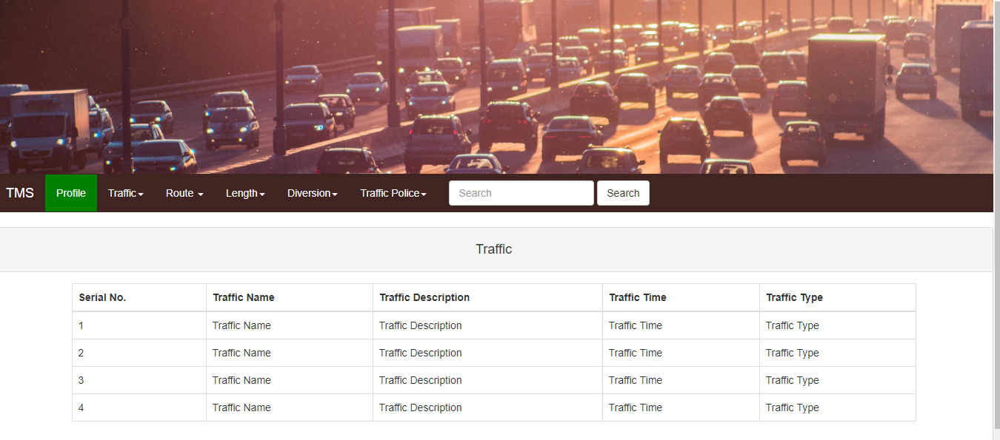 TMS Profile Traffic Route Length Diversion Traffic Police Search Search
Traffic
Serial No. Traffic Name Traffic Description Traffic Time Traffic Type
1 Traffic Name Traffic Description Traffic Time Traffic Type
2 Traffic Name Traffic Description Traffic Time Traffic Type
3 Traffic Name Traffic Description Traffic Time Traffic Type
4 Traffic Name Traffic Description Traffic Time Traffic Type